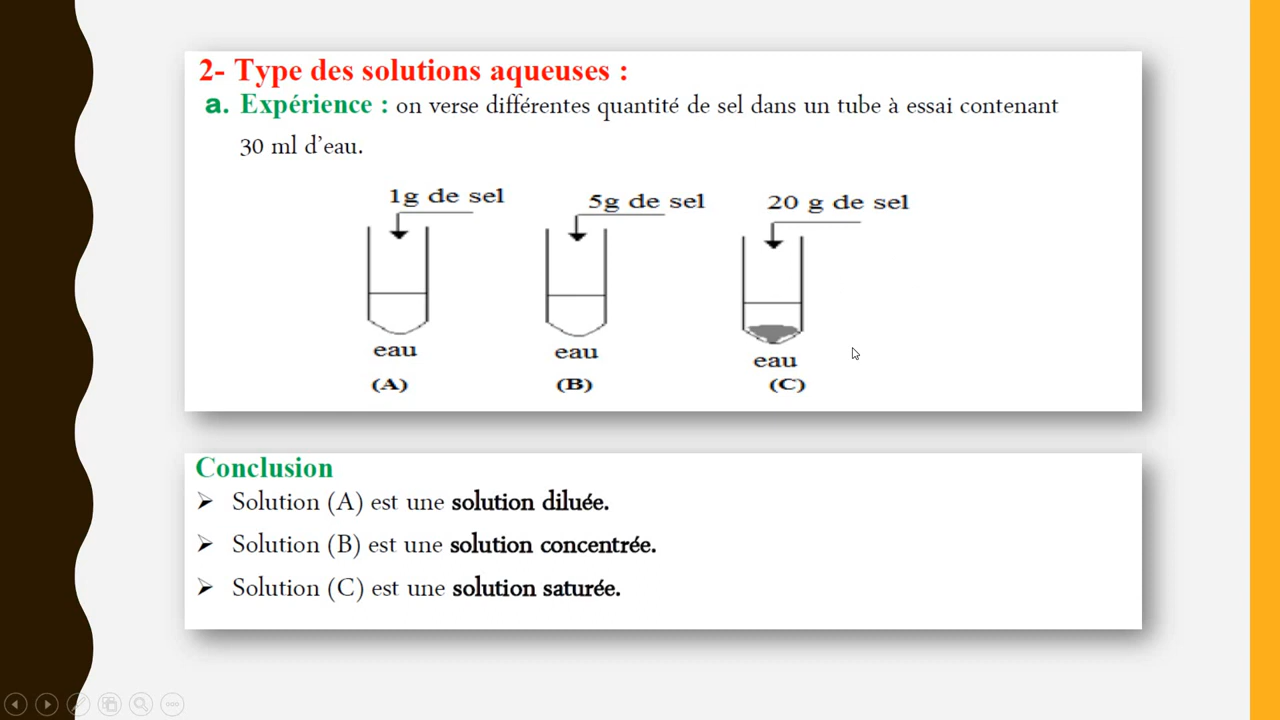 2- Type des solutions aqueuses :
a. Expérience : on verse différentes quantité de sel dans un tube à essai contenant
30 ml d'eau.
1g de sel
5g de sel
20 g de sel
eau
eau
eau
(A)
(B)
(C)
Conclusion
➢ Solution (A) est une solution diluée.
➢ Solution (B) est une solution concentrée.
➢ Solution (C) est une solution saturée.